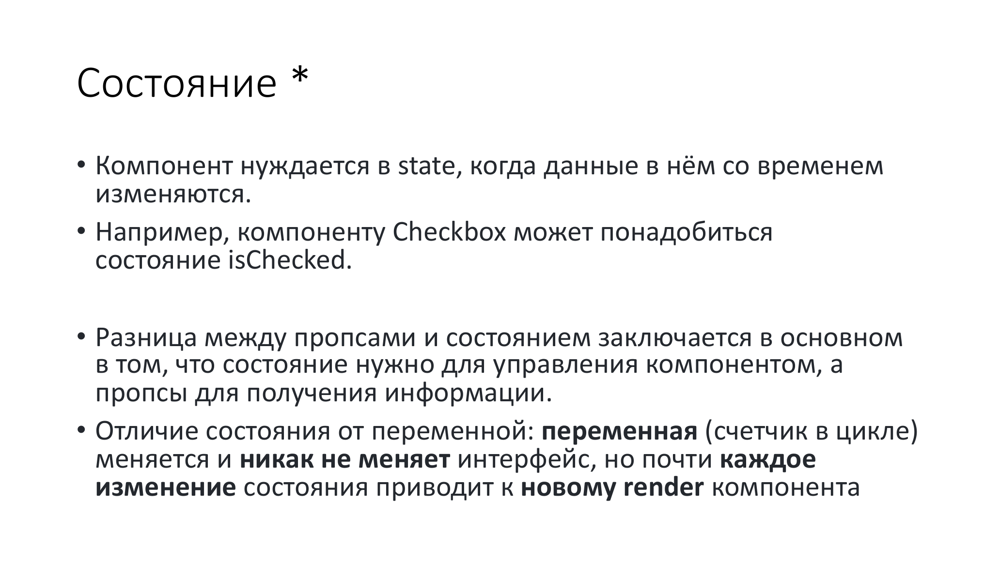 Состояние *
• Компонент нуждается в state, когда данные в нём со временем
изменяются.
• Например, компоненту Checkbox может понадобиться
состояние isChecked.
• Разница между пропсами и состоянием заключается в основном
в том, что состояние нужно для управления компонентом, а
пропсы для получения информации.
• Отличие состояния от переменной: переменная (счетчик в цикле)
меняется и никак не меняет интерфейс, но почти каждое
изменение состояния приводит к новому render компонента